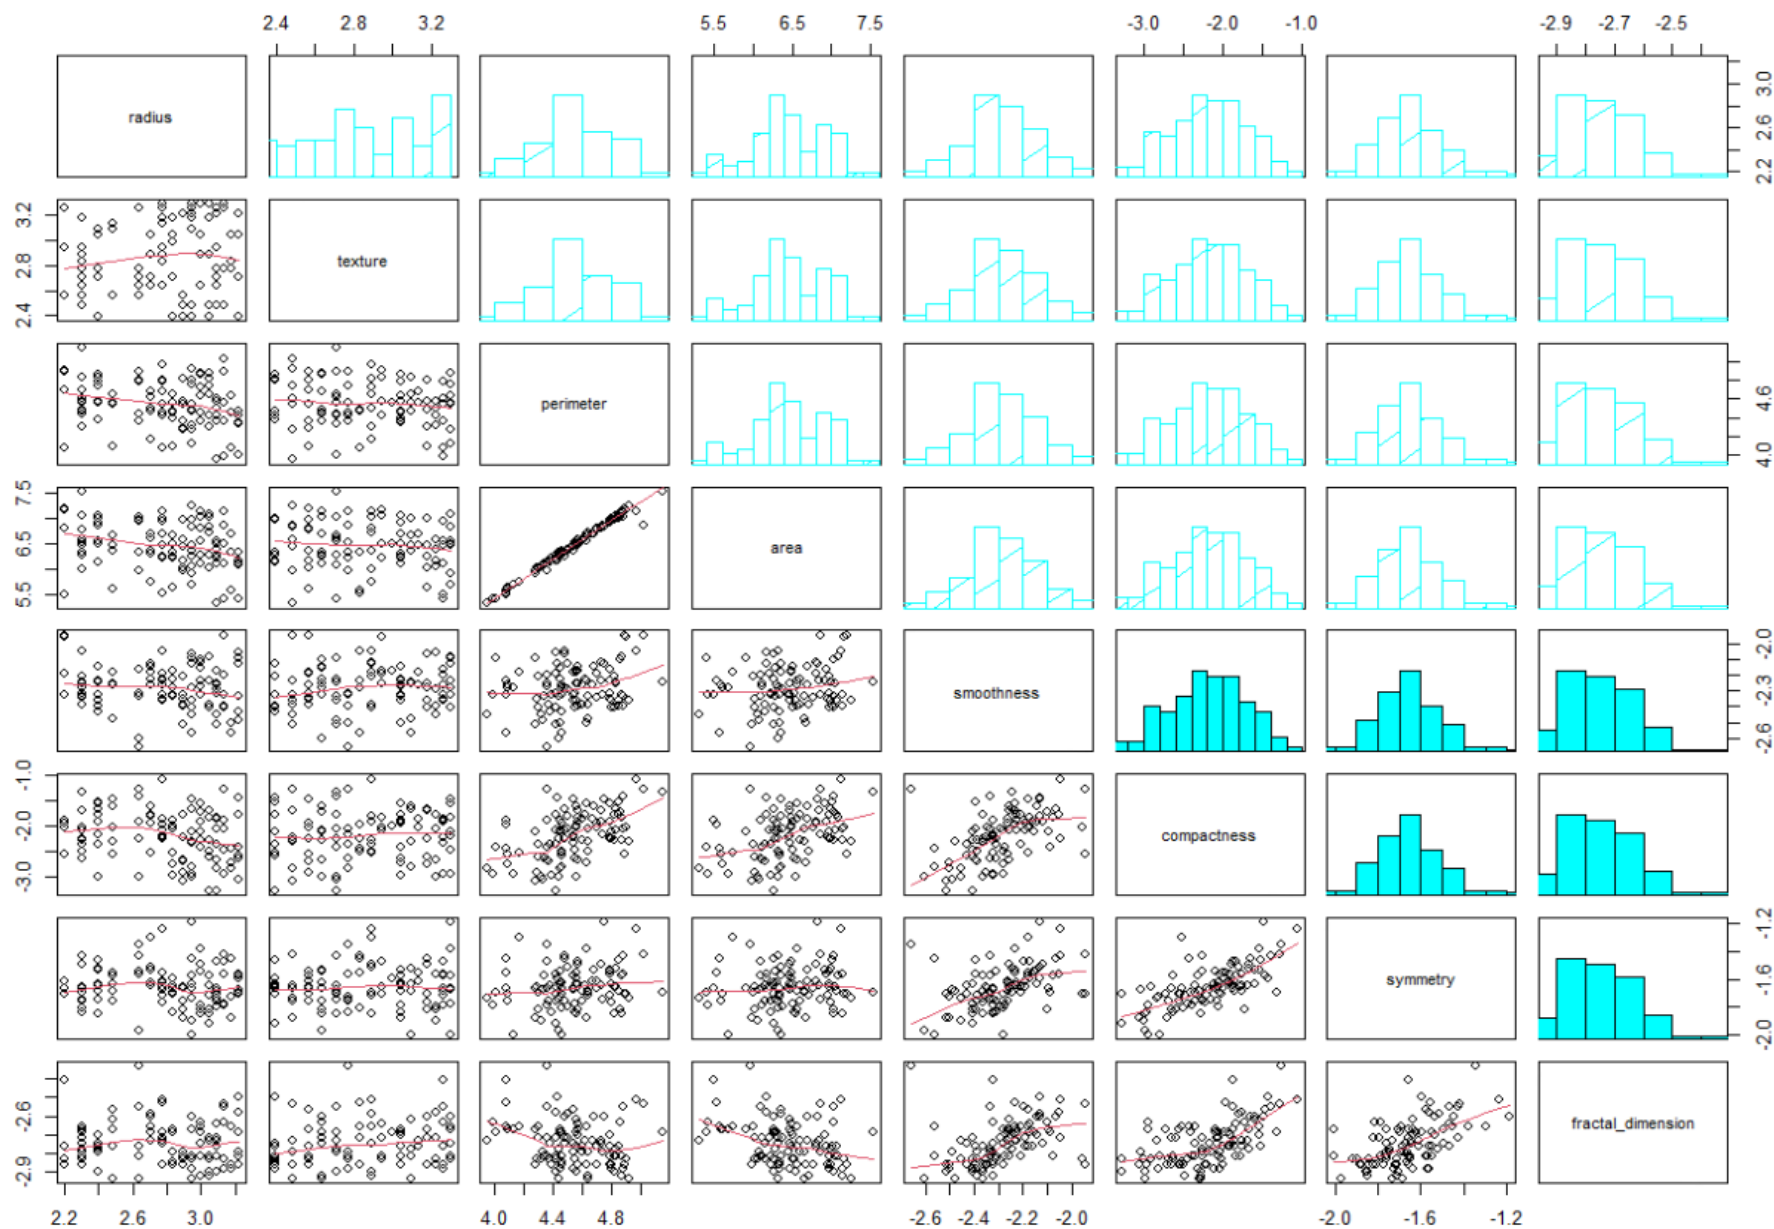 2.4 2.8 3.2 5.5 6.5 7.5 -3.0 -2.0 -1.0 -2.9 -2.7 -2.5
radius
2.2 2.6 3.0
texture
2.4 2.8 3.2
perimeter
4.0 4.6
area
5.5 6.5 7.5
smoothness
-2.6 -2.3 -2.0
compactness
-3.0 -2.0 -1.0
symmetry
-2.0 -1.6 -1.2
fractal_dimension
-2.9 -2.6
2.2 2.6 3.0 4.0 4.4 4.8 -2.6 -2.4 -2.2 -2.0 -2.0 -1.6 -1.2